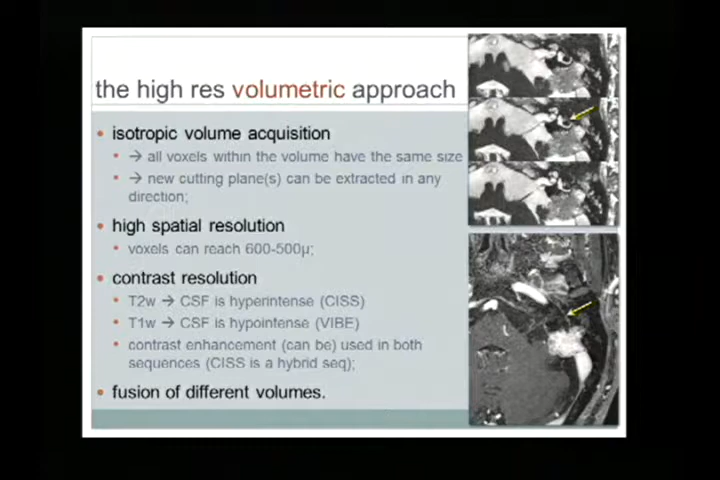 the high res volumetric approach
• isotropic volume acquisition
• → all voxels within the volume have the same size
• → new cutting plane(s) can be extracted in any
direction;
• high spatial resolution
• voxels can reach 600-500µ;
• contrast resolution
• T2w → CSF is hyperintense (CISS)
• T1w → CSF is hypointense (VIBE)
• contrast enhancement (can be) used in both
sequences (CISS is a hybrid seq);
• fusion of different volumes.